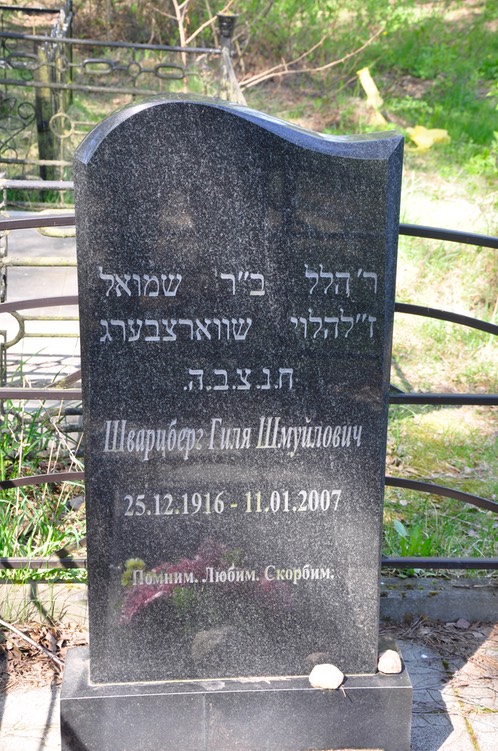 ר' הלל ב"ר שמואל
ז"להלוי שווארצבערג
ח.נ.צ.ב.ה.
Шварцберг Гиля Шмуйлович
25.12.1916 - 11.01.2007
Помним. Любим. Скорбим.